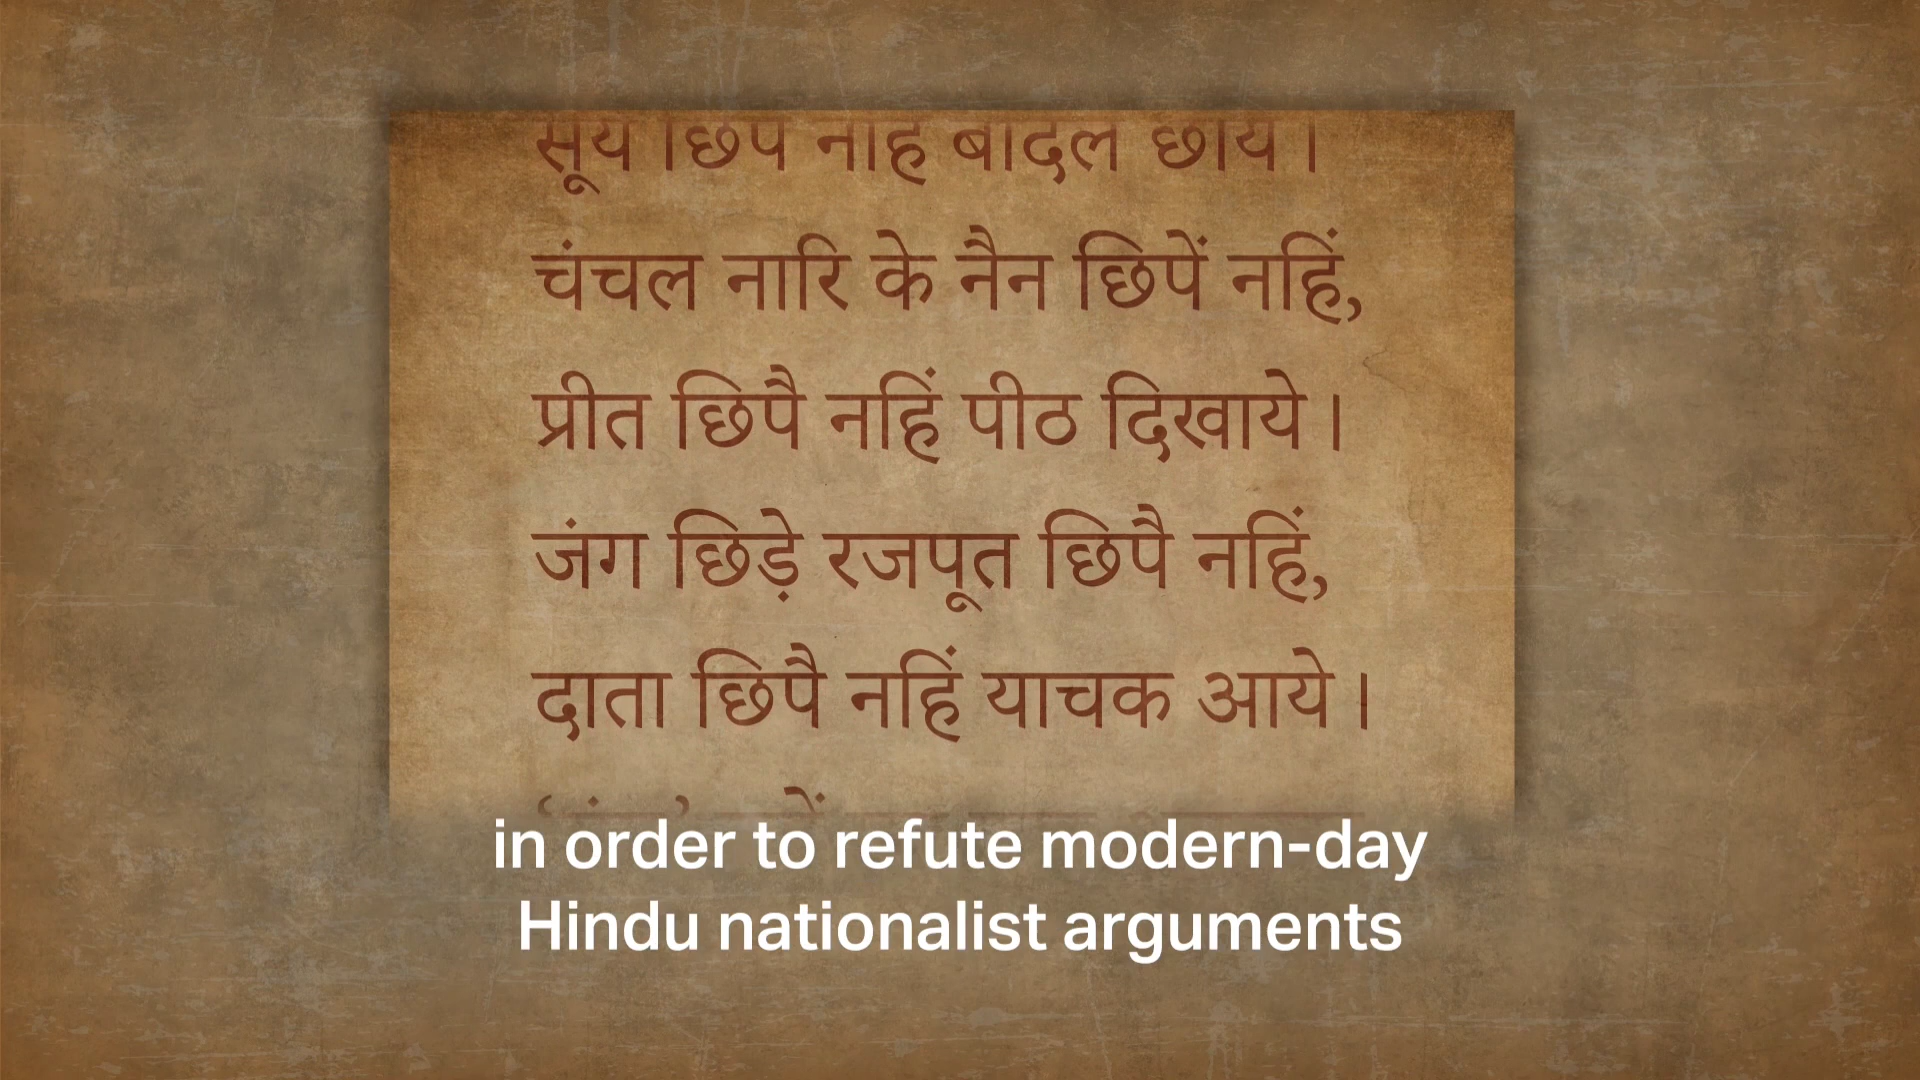 चंचल नारि के नैन छिपें नहिं,
प्रीत छिपै नहिं पीठ दिखाये।
जंग छिड़े रजपूत छिपै नहिं,
दाता छिपै नहिं याचक आये।
in order to refute modern-day
Hindu nationalist arguments